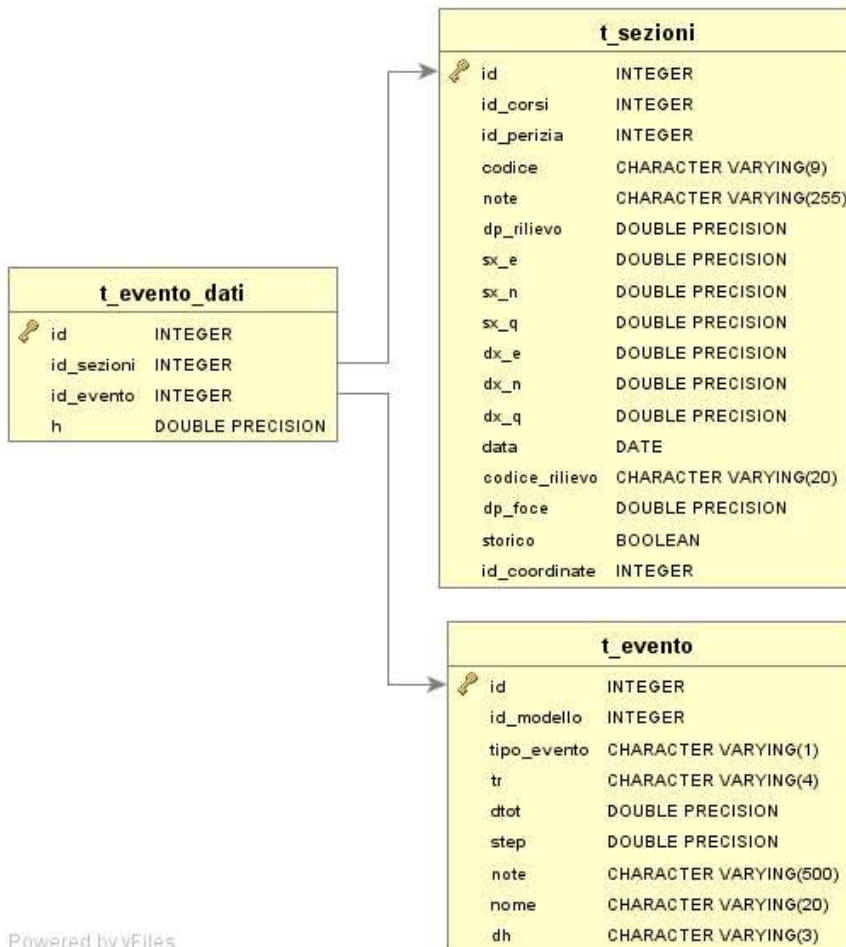 t_sezioni
id INTEGER
id_corsi INTEGER
id_perizia INTEGER
codice CHARACTER VARYING(9)
note CHARACTER VARYING(255)
dp_rilievo DOUBLE PRECISION
sx_e DOUBLE PRECISION
sx_n DOUBLE PRECISION
sx_q DOUBLE PRECISION
dx_e DOUBLE PRECISION
dx_n DOUBLE PRECISION
dx_q DOUBLE PRECISION
data DATE
codice_rilievo CHARACTER VARYING(20)
dp_foce DOUBLE PRECISION
storico BOOLEAN
id_coordinate INTEGER
t_evento_dati
id INTEGER
id_sezioni INTEGER
id_evento INTEGER
h DOUBLE PRECISION
t_evento
id INTEGER
id_modello INTEGER
tipo_evento CHARACTER VARYING(1)
tr CHARACTER VARYING(4)
dtot DOUBLE PRECISION
step DOUBLE PRECISION
note CHARACTER VARYING(500)
nome CHARACTER VARYING(20)
dh CHARACTER VARYING(3)
Powered by yFiles